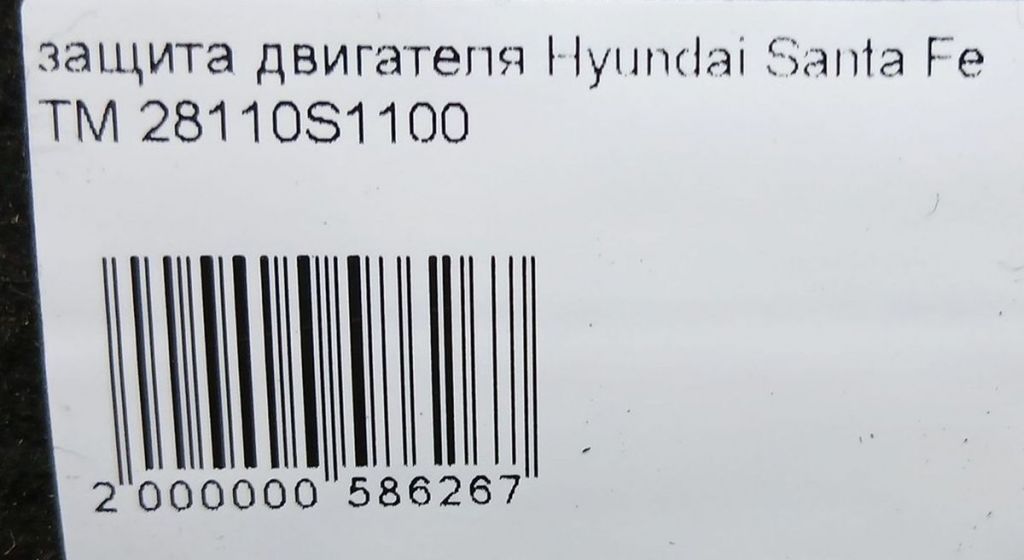 защита двигателя Hyundai Santa Fe
TM 28110S1100
2 000000 586267